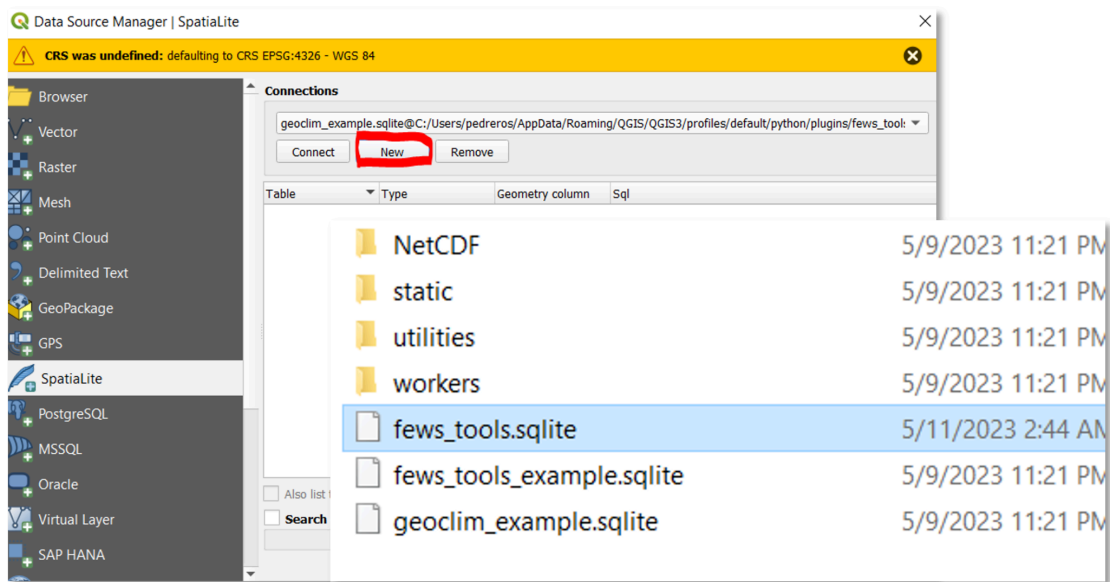 Data Source Manager | SpatiaLite
CRS was undefined: defaulting to CRS EPSG:4326 - WGS 84
Browser
Vector
Raster
Mesh
Point Cloud
Delimited Text
GeoPackage
GPS
SpatiaLite
PostgreSQL
MSSQL
Oracle
Virtual Layer
SAP HANA
Connections
geoclim_example.sqlite@C:/Users/pedreros/AppData/Roaming/QGIS/QGIS3/profiles/default/python/plugins/fews_tools
Connect New Remove
Table Type Geometry column Sql
Also list
Search
NetCDF 5/9/2023 11:21 PM
static 5/9/2023 11:21 PM
utilities 5/9/2023 11:21 PM
workers 5/9/2023 11:21 PM
fews_tools.sqlite 5/11/2023 2:44 AM
fews_tools_example.sqlite 5/9/2023 11:21 PM
geoclim_example.sqlite 5/9/2023 11:21 PM